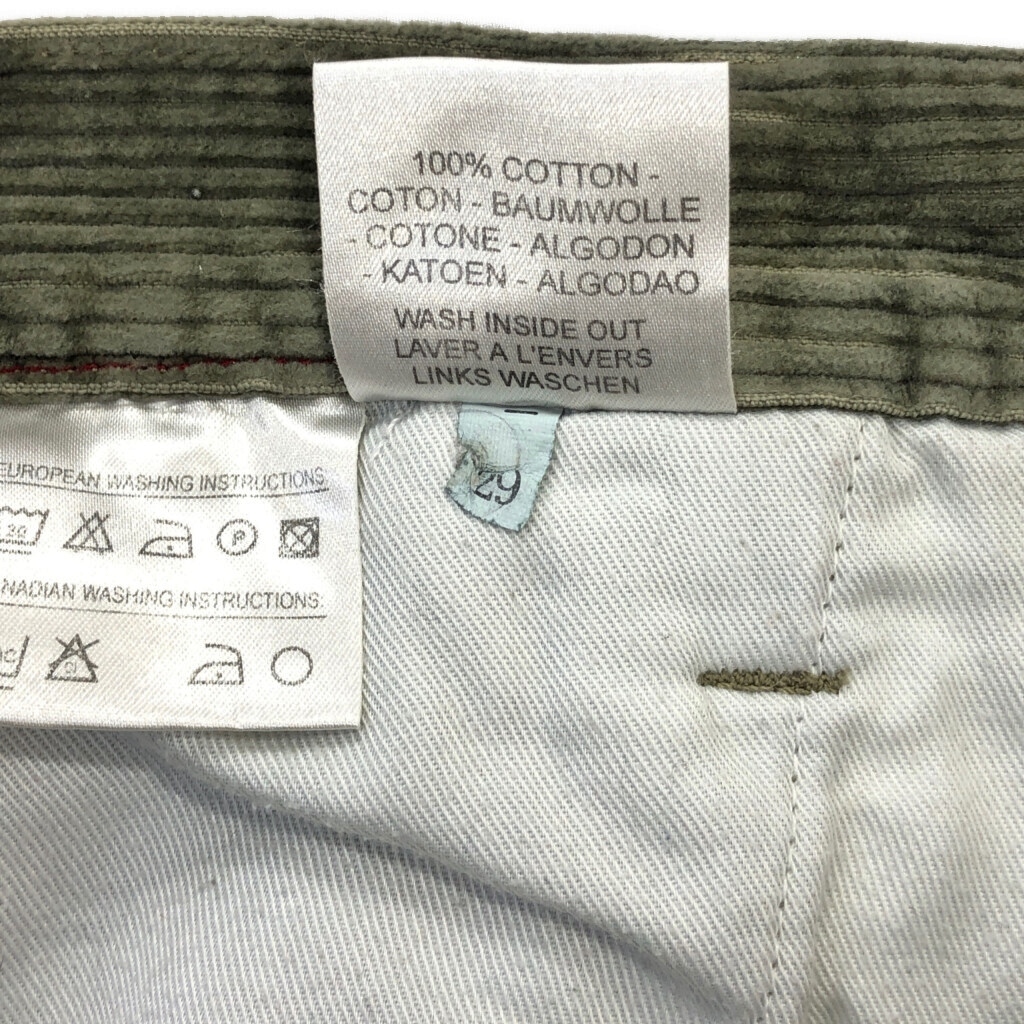 100% COTTON -
COTON - BAUMWOLLE
- COTONE - ALGODON
- KATOEN - ALGODAO
WASH INSIDE OUT
LAVER A L'ENVERS
LINKS WASCHEN
29
EUROPEAN WASHING INSTRUCTIONS
30
P
NADIAN WASHING INSTRUCTIONS